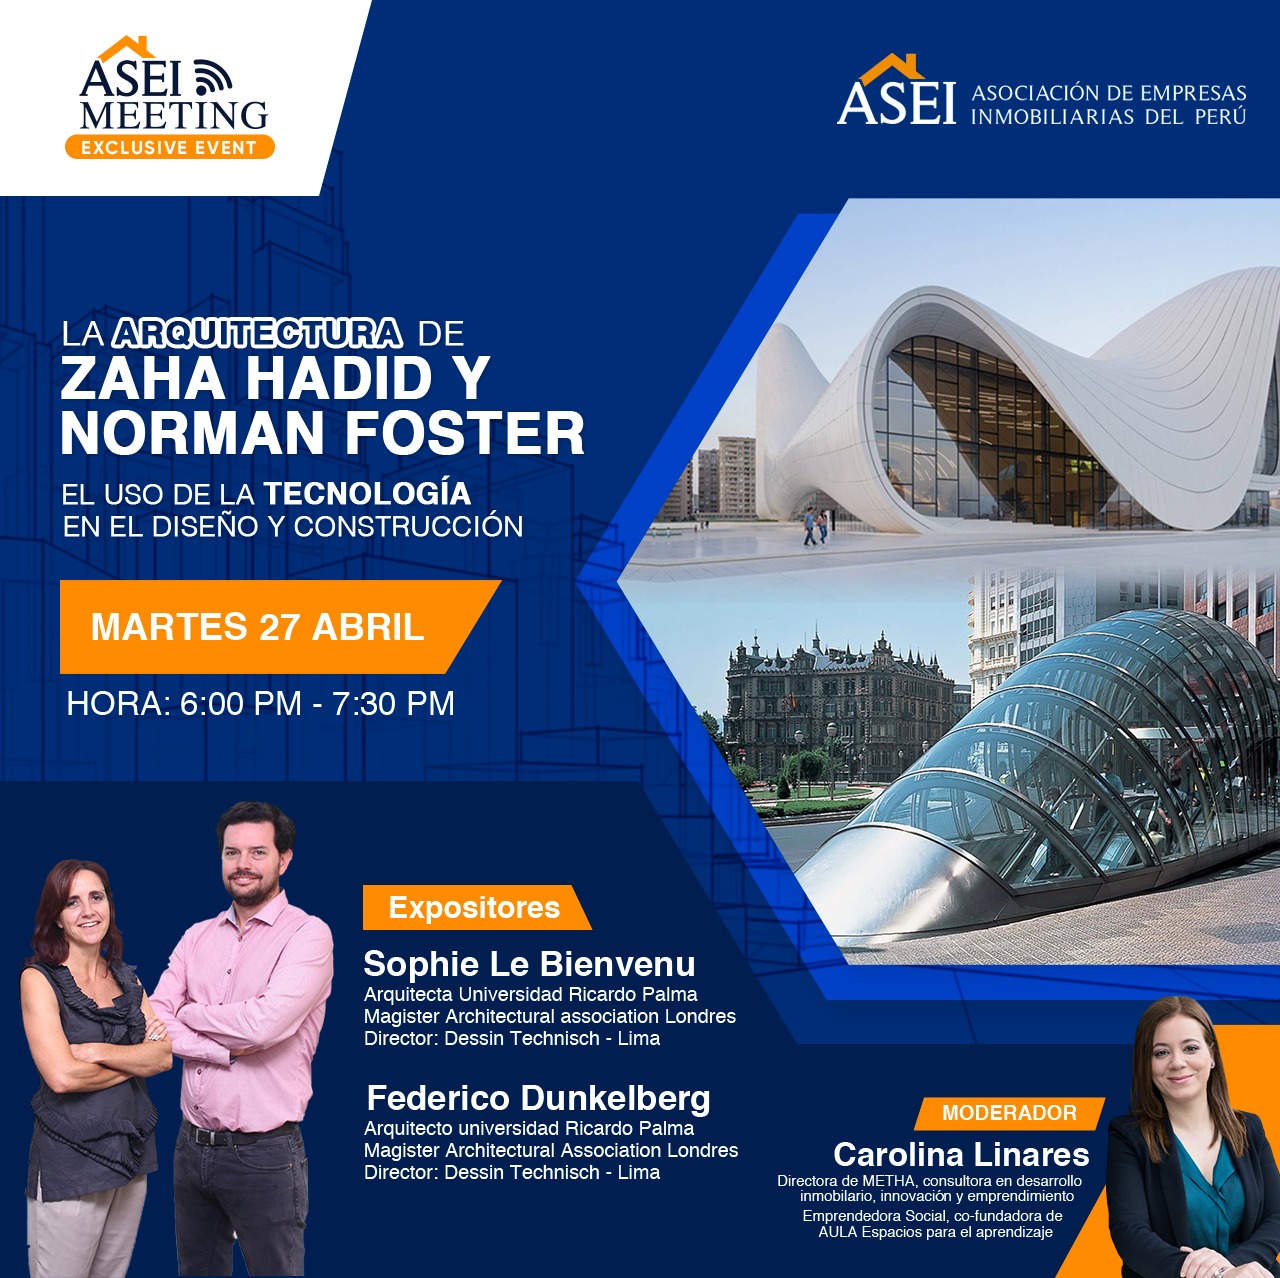 ASEI
MEETING
EXCLUSIVE EVENT
ASEI
ASOCIACIÓN DE EMPRESAS
INMOBILIARIAS DEL PERÚ
LA ARQUITECTURA DE
ZAHA HADID Y
NORMAN FOSTER
EL USO DE LA TECNOLOGÍA
EN EL DISEÑO Y CONSTRUCCIÓN
MARTES 27 ABRIL
HORA: 6:00 PM - 7:30 PM
Expositores
Sophie Le Bienvenu
Arquitecta Universidad Ricardo Palma
Magister Architectural association Londres
Director: Dessin Technisch - Lima
Federico Dunkelberg
Arquitecto universidad Ricardo Palma
Magister Architectural Association Londres
Director: Dessin Technisch - Lima
MODERADOR
Carolina Linares
Directora de METHA, consultora en desarrollo
inmobilario, innovación y emprendimiento
Emprendedora Social, co-fundadora de
AULA Espacios para el aprendizaje